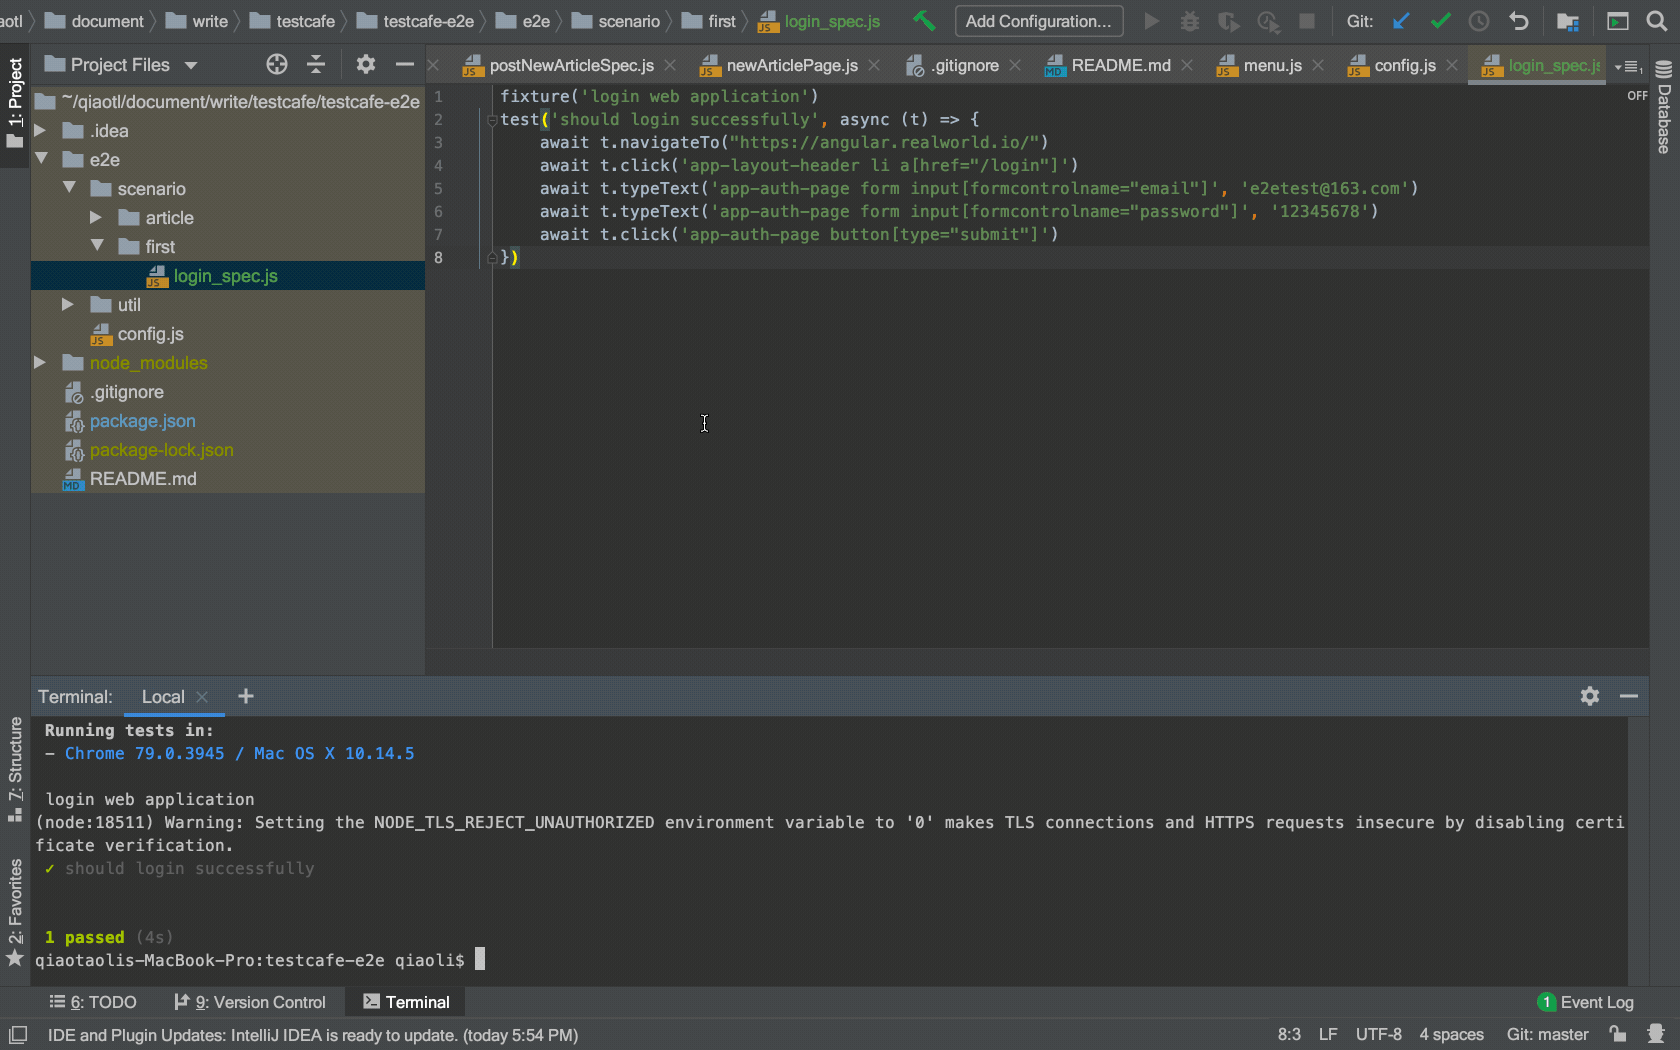 aotl document write testcafe testcafe-e2e e2e scenario first login_spec.js Add Configuration... Git:
1: Project
Project Files
postNewArticleSpec.js newArticlePage.js .gitignore README.md menu.js config.js login_spec.js
~/qiaotl/document/write/testcafe/testcafe-e2e
.idea
e2e
scenario
article
first
login_spec.js
util
config.js
node_modules
.gitignore
package.json
package-lock.json
README.md
1 fixture('login web application')
2 test('should login successfully', async (t) => {
3 await t.navigateTo("https://angular.realworld.io/")
4 await t.click('app-layout-header li a[href="/login"]')
5 await t.typeText('app-auth-page form input[formcontrolname="email"]', 'e2etest@163.com')
6 await t.typeText('app-auth-page form input[formcontrolname="password"]', '12345678')
7 await t.click('app-auth-page button[type="submit"]')
8 })
OFF
Database
Terminal: Local
7: Structure
2: Favorites
Running tests in:
- Chrome 79.0.3945 / Mac OS X 10.14.5
login web application
(node:18511) Warning: Setting the NODE_TLS_REJECT_UNAUTHORIZED environment variable to '0' makes TLS connections and HTTPS requests insecure by disabling certi
ficate verification.
✓ should login successfully
1 passed (4s)
qiaotaolis-MacBook-Pro:testcafe-e2e qiaoli$
6: TODO 9: Version Control Terminal 1 Event Log
IDE and Plugin Updates: IntelliJ IDEA is ready to update. (today 5:54 PM) 8:3 LF UTF-8 4 spaces Git: master